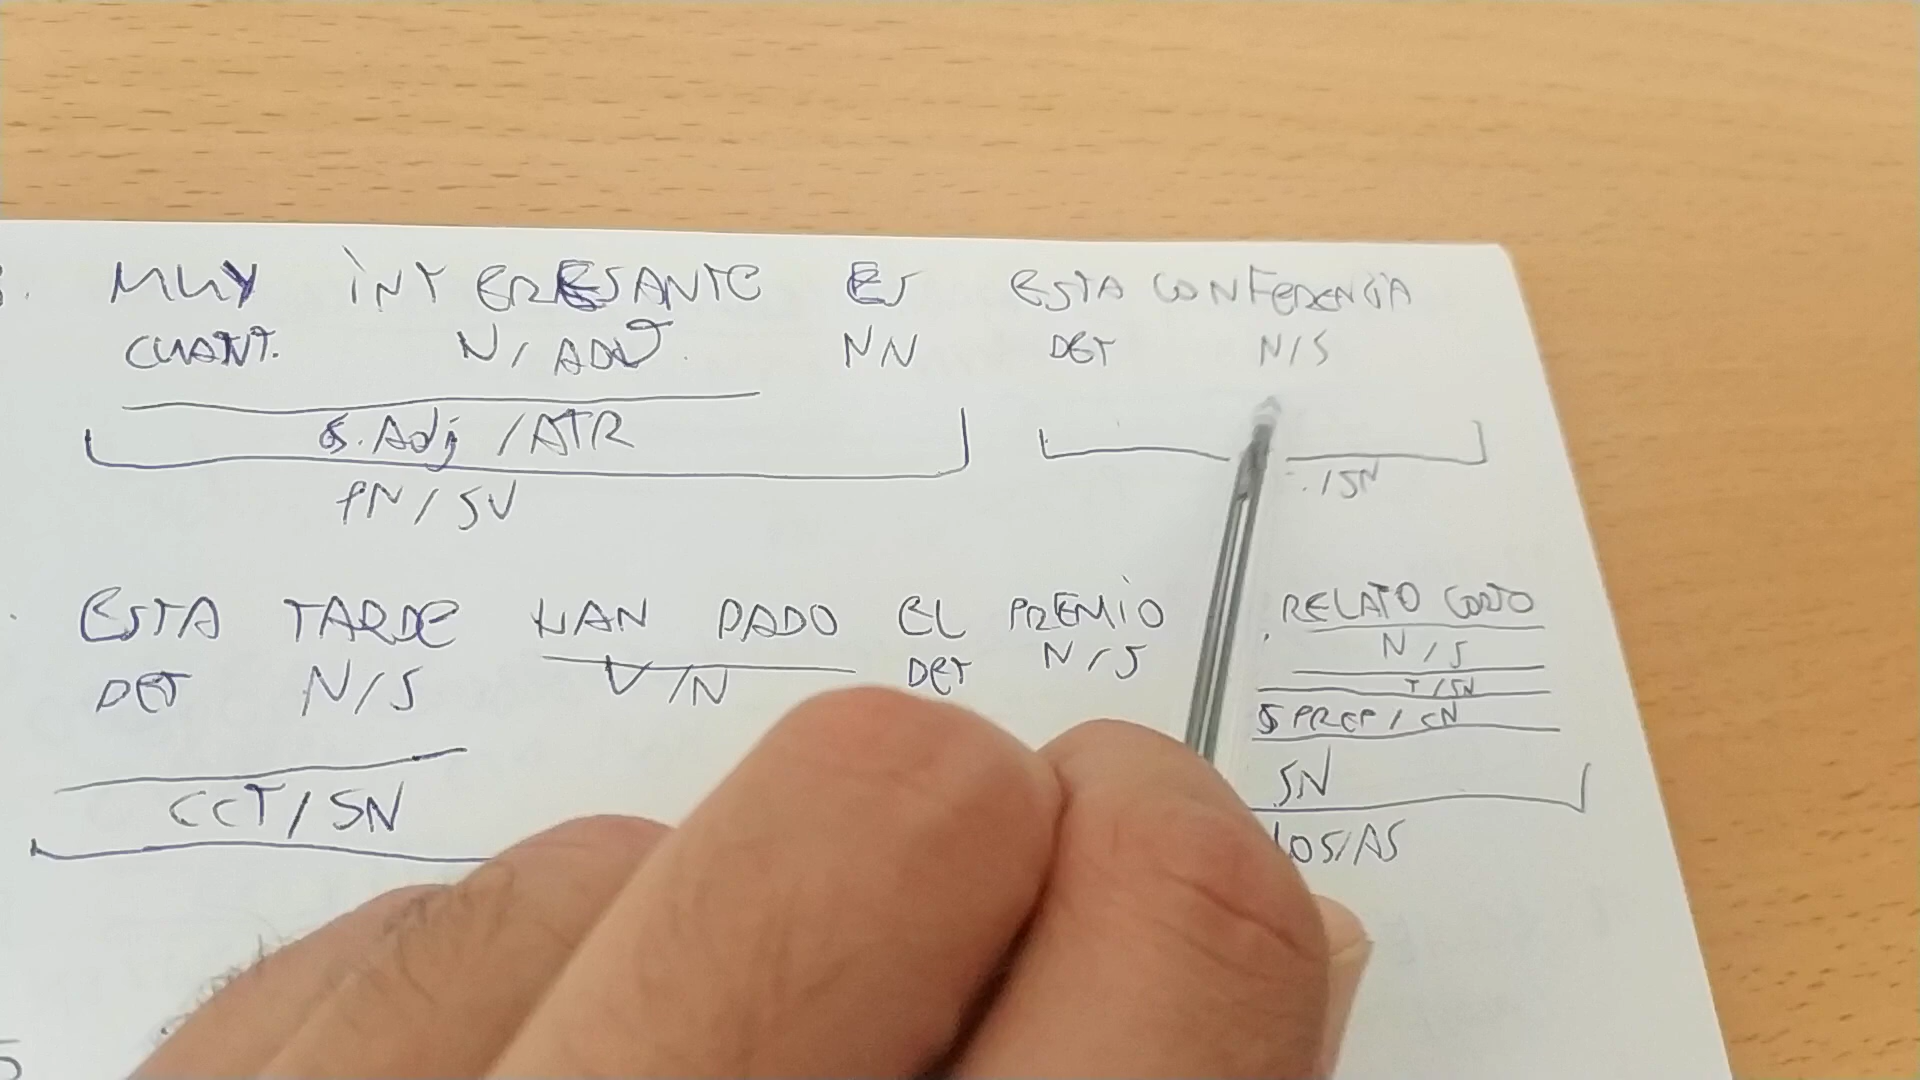 MUY INTERESANTE ES ESTA CONFERENCIA
CUANT. N/ADJ. NN DET N/S
S.Adj/ATR
PN/SV ./SN
ESTA TARDE HAN DADO EL PREMIO RELATO CORTO
DET N/S V/N DET N/S N/S
T/SN
S PREP/CN
CCT/SN SN
OS/AS